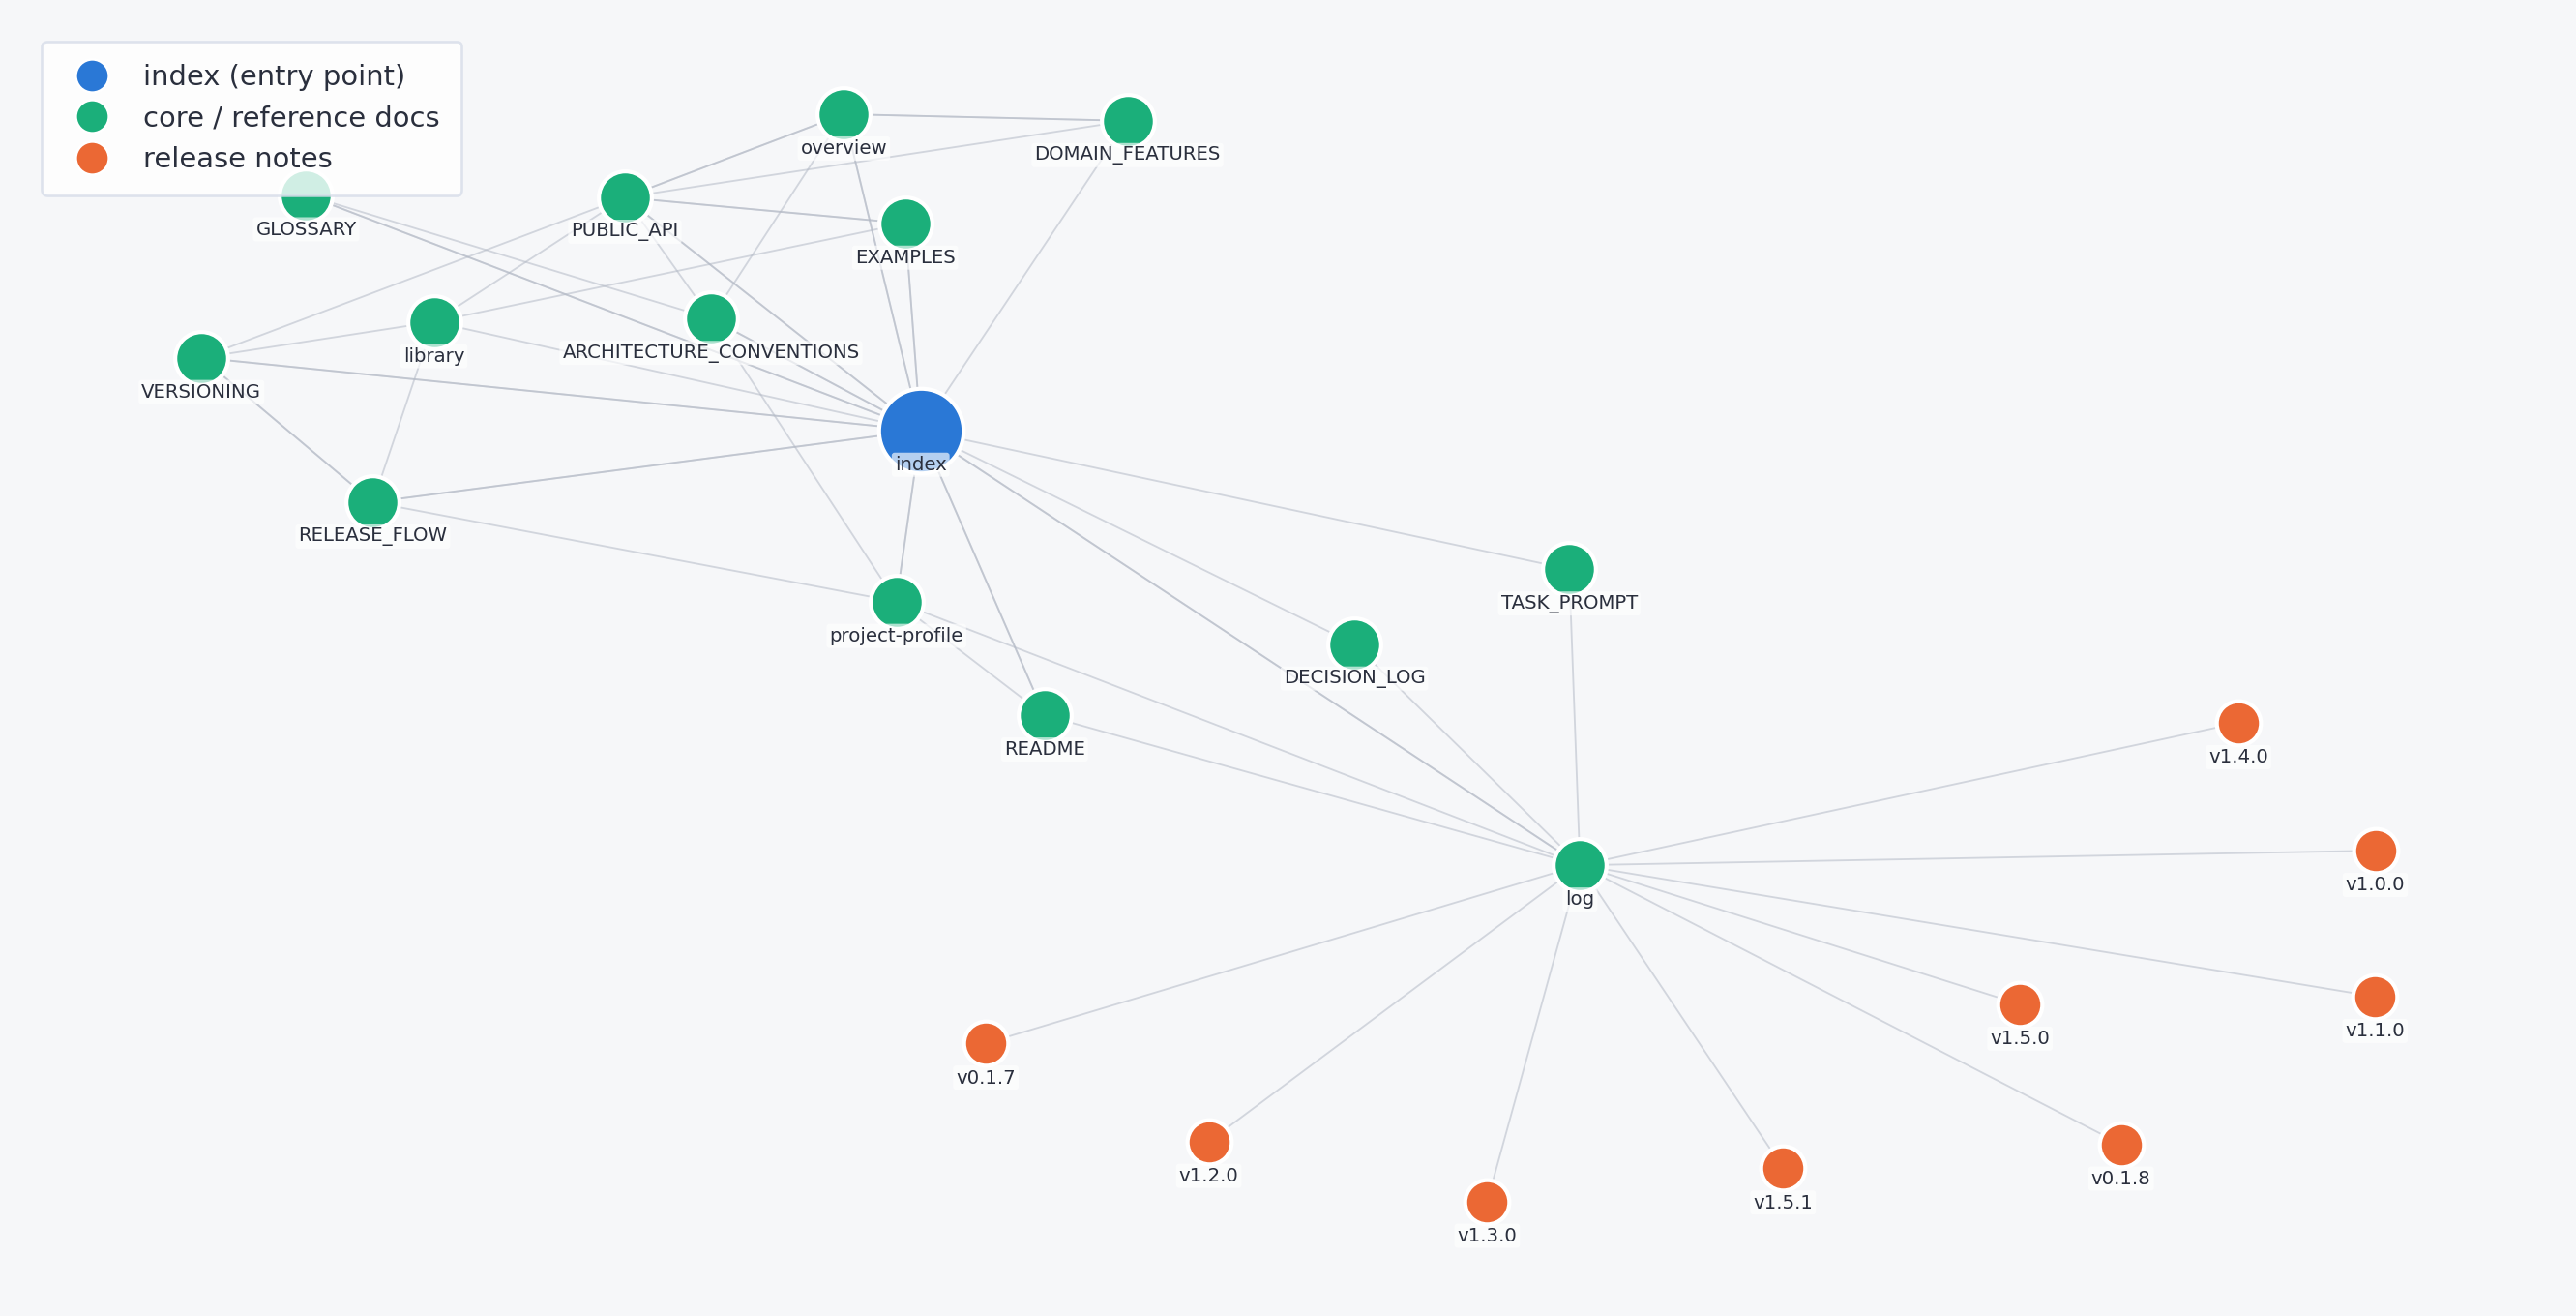 index (entry point)
core / reference docs
release notes
overview
DOMAIN_FEATURES
GLOSSARY
PUBLIC_API
EXAMPLES
ARCHITECTURE_CONVENTIONS
library
VERSIONING
index
RELEASE_FLOW
TASK_PROMPT
project-profile
DECISION_LOG
README
v1.4.0
v1.0.0
log
v1.1.0
v1.5.0
v0.1.7
v1.2.0
v0.1.8
v1.5.1
v1.3.0